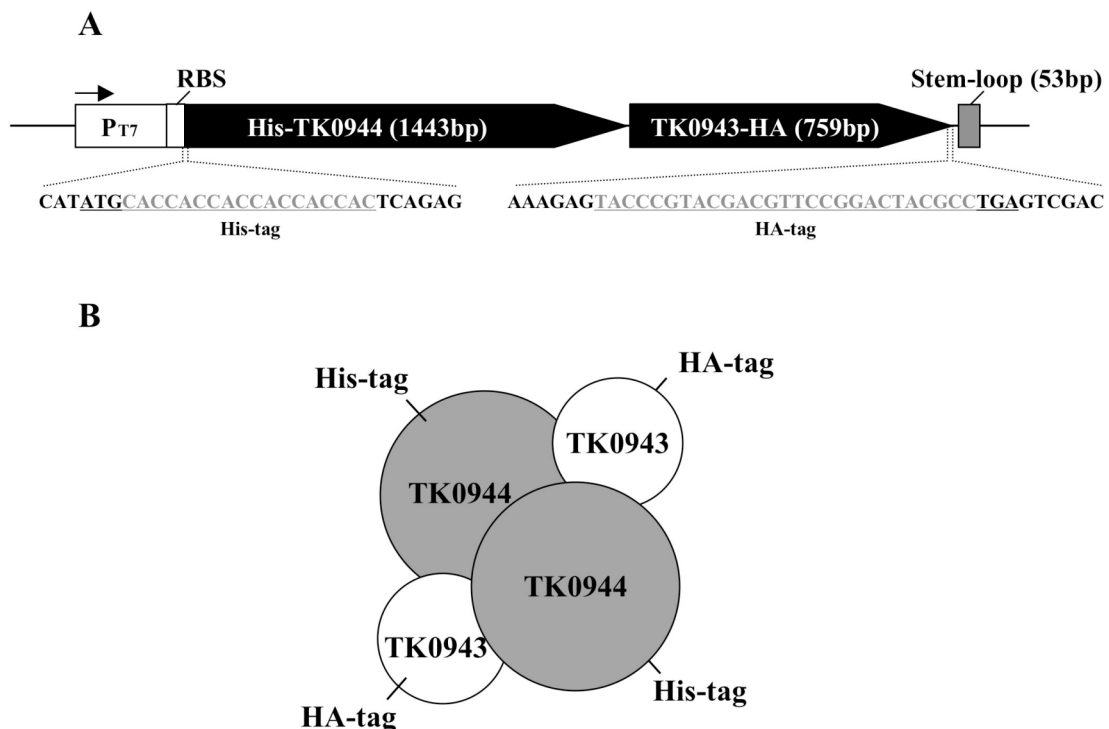 A
RBS
Stem-loop (53bp)
PT7
His-TK0944 (1443bp)
TK0943-HA (759bp)
CATATGCACCACCACCACCACCACTCAGAG
AAAGAGTACCCGTACGACGTTCCGGACTACGCCTGAGTCGAC
His-tag
HA-tag
B
His-tag
HA-tag
TK0943
TK0944
TK0944
TK0943
His-tag
HA-tag